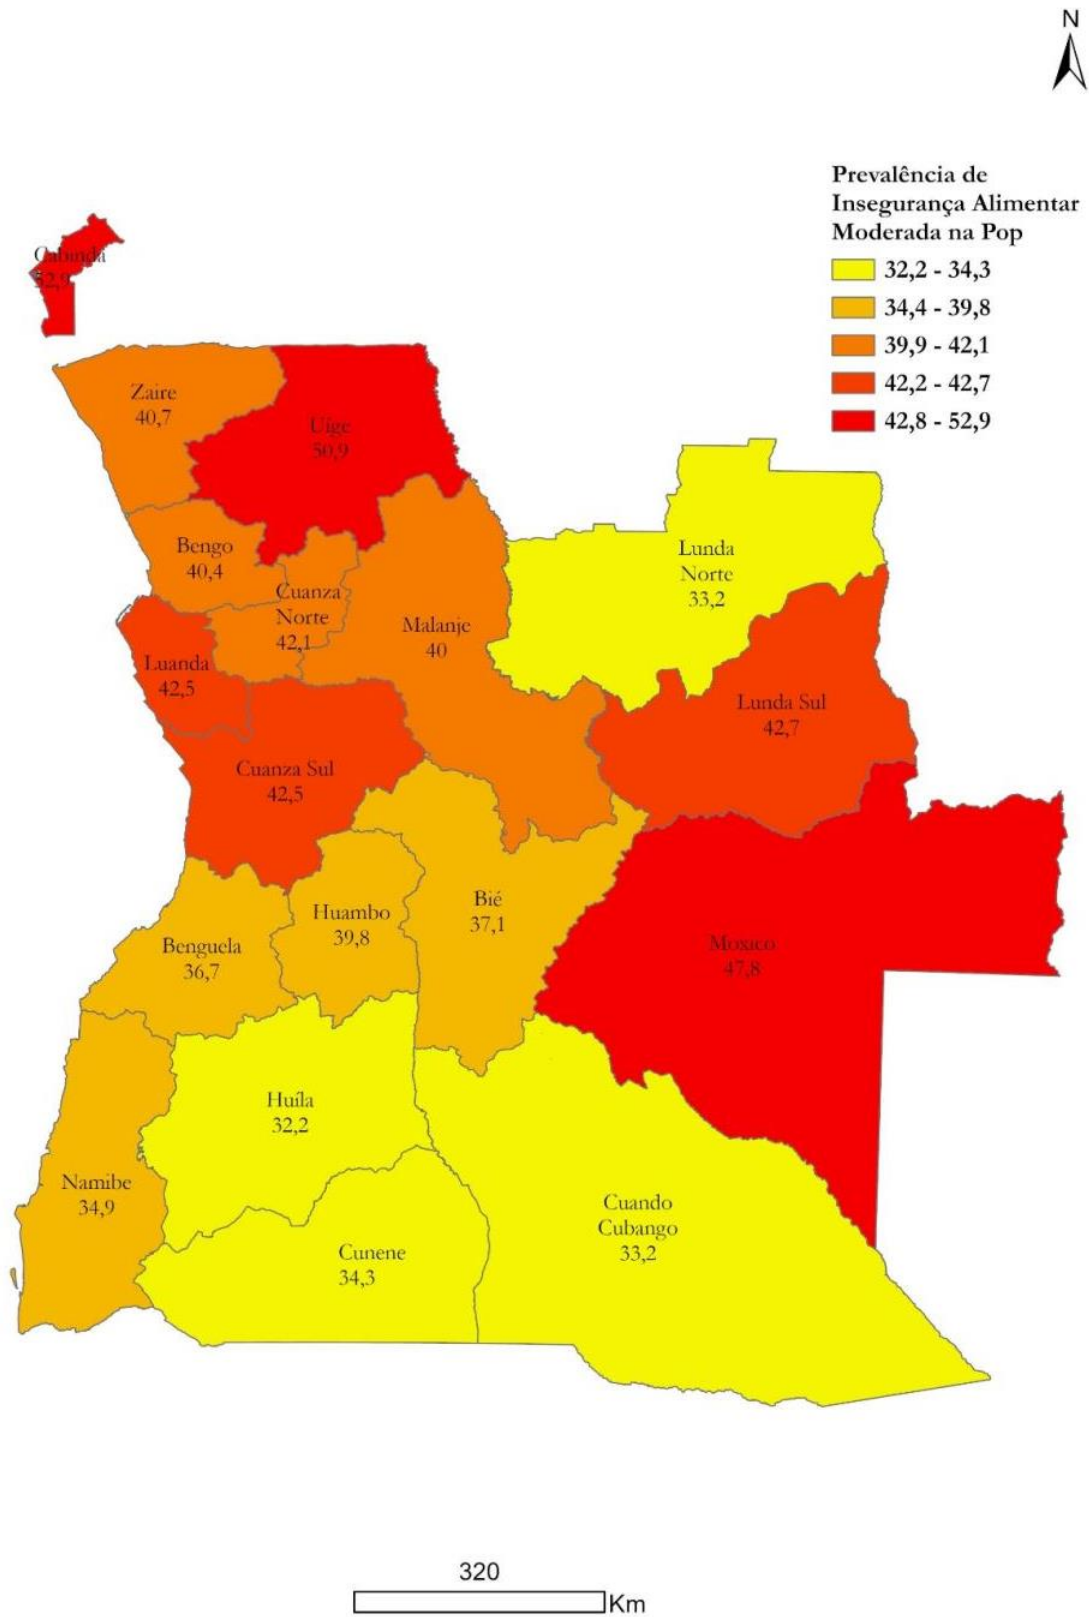 N
Prevalência de
Insegurança Alimentar
Moderada na Pop
32,2 - 34,3
34,4 - 39,8
39,9 - 42,1
42,2 - 42,7
42,8 - 52,9
Cabinda
52,9
Zaire
40,7
Uíge
50,9
Bengo
40,4
Cuanza
Norte
42,1
Malanje
40
Lunda
Norte
33,2
Luanda
42,5
Lunda Sul
42,7
Cuanza Sul
42,5
Huambo
39,8
Bié
37,1
Benguela
36,7
Moxico
47,8
Huíla
32,2
Namibe
34,9
Cunene
34,3
Cuando
Cubango
33,2
320
Km